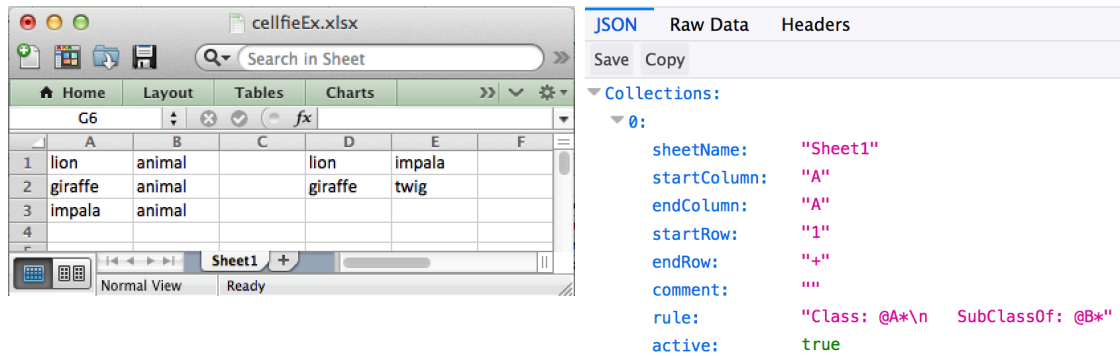 cellfieEx.xlsx
Search in Sheet
Home Layout Tables Charts
G6 fx
A B C D E F
1 lion animal lion impala
2 giraffe animal giraffe twig
3 impala animal
4
Sheet1 +
Normal View Ready
JSON Raw Data Headers
Save Copy
Collections:
0:
sheetName: "Sheet1"
startColumn: "A"
endColumn: "A"
startRow: "1"
endRow: "+"
comment: ""
rule: "Class: @A*\n   SubClassOf: @B*"
active: true